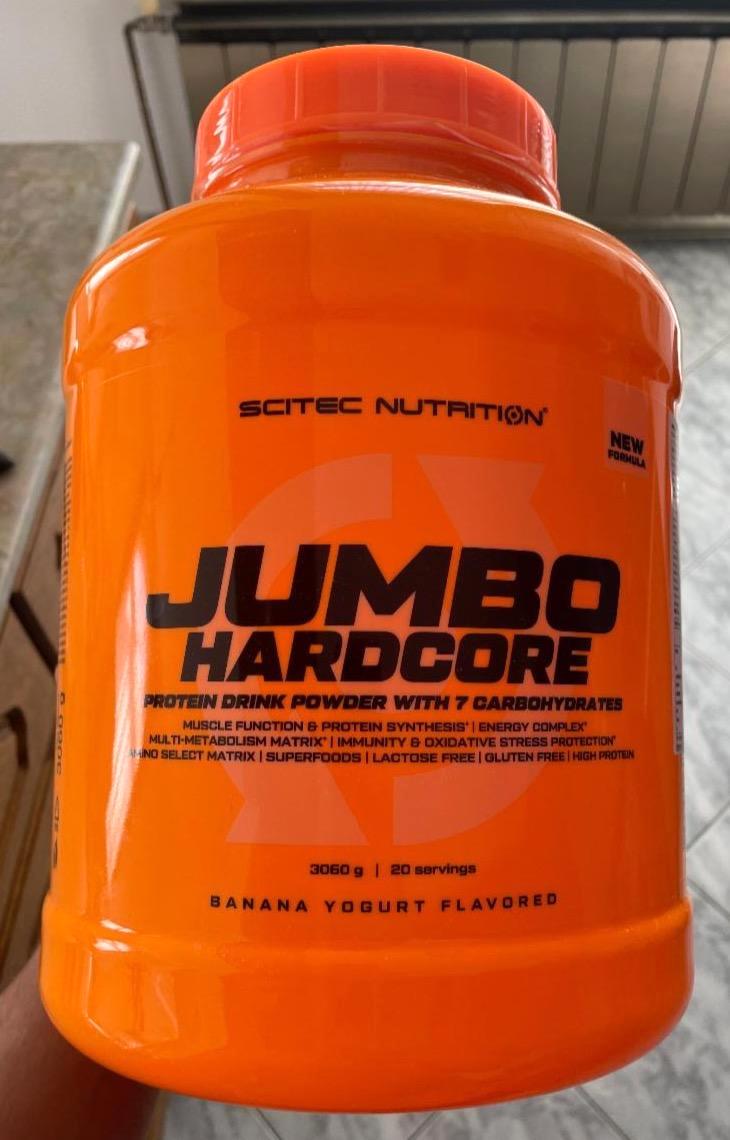 SCITEC NUTRITION®
NEW
FORMULA
JUMBO
HARDCORE
PROTEIN DRINK POWDER WITH 7 CARBOHYDRATES
MUSCLE FUNCTION & PROTEIN SYNTHESIS* | ENERGY COMPLEX*
MULTI-METABOLISM MATRIX* | IMMUNITY & OXIDATIVE STRESS PROTECTION*
AMINO SELECT MATRIX | SUPERFOODS | LACTOSE FREE | GLUTEN FREE | HIGH PROTEIN
3060 g | 20 servings
BANANA YOGURT FLAVORED